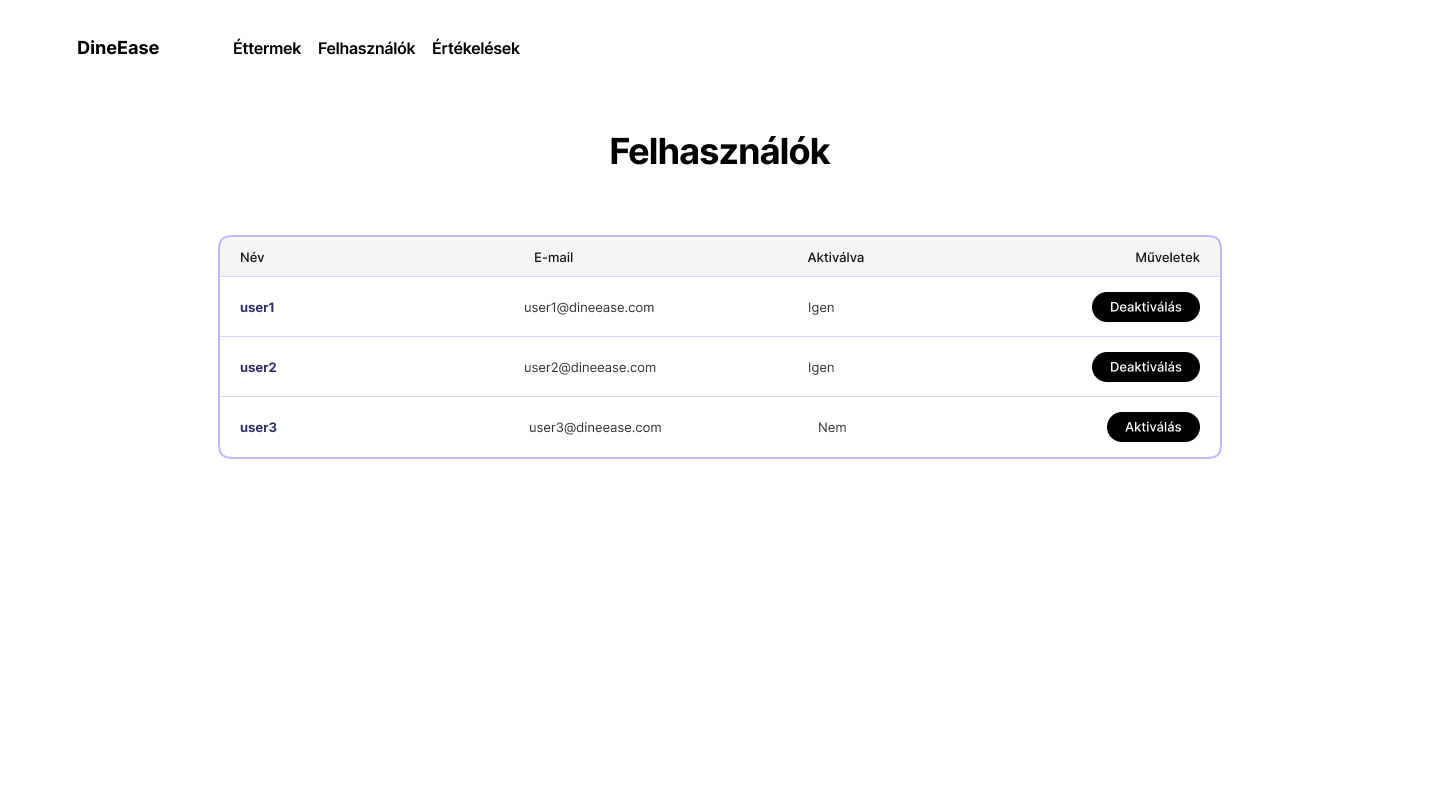 DineEase Éttermek Felhasználók Értékelések
Felhasználók
Név E-mail Aktiválva Műveletek
user1 user1@dineease.com Igen Deaktiválás
user2 user2@dineease.com Igen Deaktiválás
user3 user3@dineease.com Nem Aktiválás